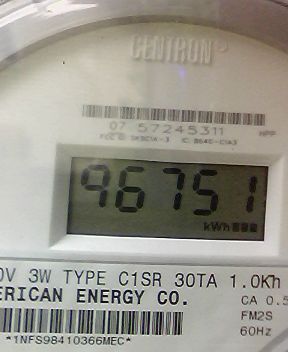 CENTRON
07 57245311 HPP
96751
kWh
0V 3W TYPE C1SR 30TA 1.0Kh
ERICAN ENERGY CO. CA 0.5
FM2S
60Hz
*1NFS98410366MEC*